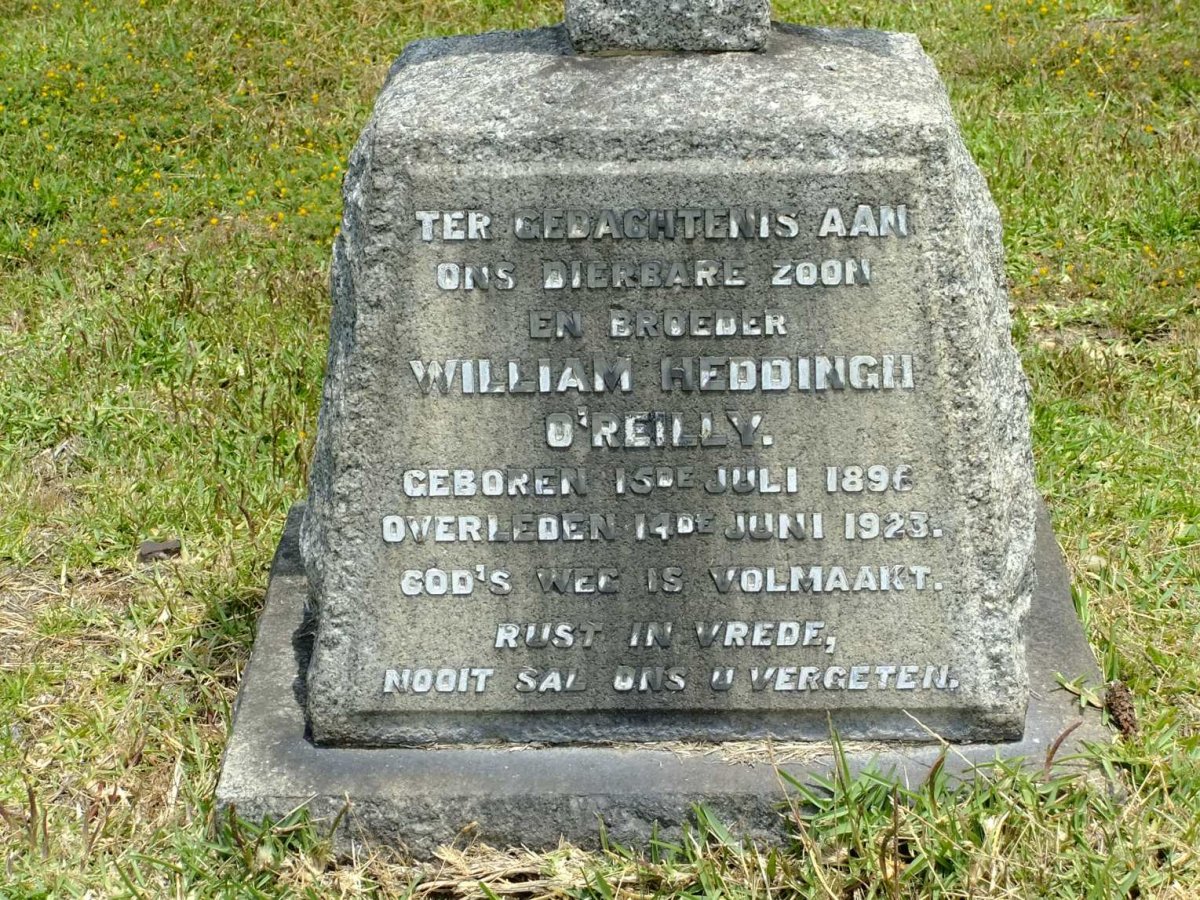 TER GEDACHTENIS AAN
ONS DIERBARE ZOON
EN BROEDER
WILLIAM HEDDINGH
O'REILLY.
GEBOREN 15DE JULI 1896
OVERLEDEN 14DE JUNI 1923.
GOD'S WEG IS VOLMAAKT.
RUST IN VREDE,
NOOIT SAL ONS U VERGETEN.